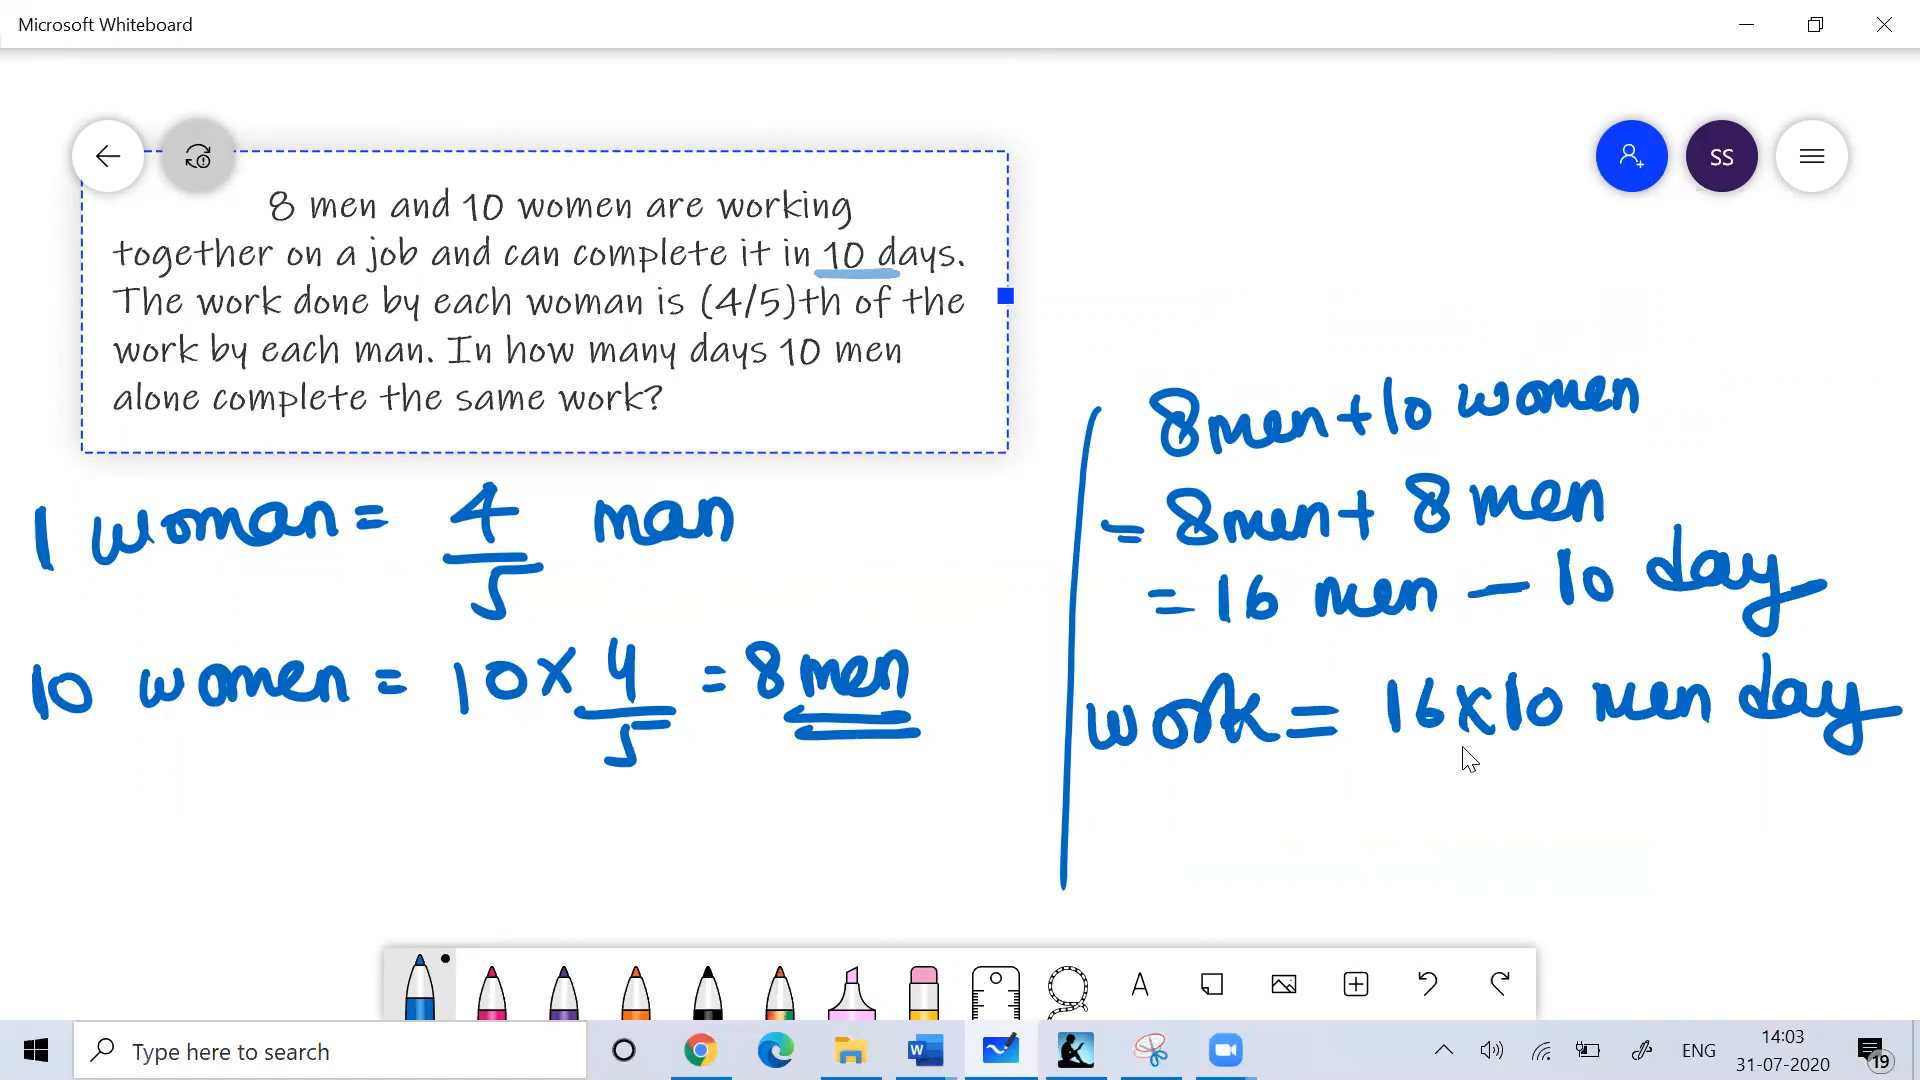 Microsoft Whiteboard
SS
8 men and 10 women are working
together on a job and can complete it in 10 days.
The work done by each woman is (4/5)th of the
work by each man. In how many days 10 men
alone complete the same work?
1 woman = 4/5 man
10 women = 10 × 4/5 = 8 men
8 men + 10 women
= 8 men + 8 men
= 16 men - 10 day
work = 16 × 10 men day
A
Type here to search
W
ENG
14:03
31-07-2020
19